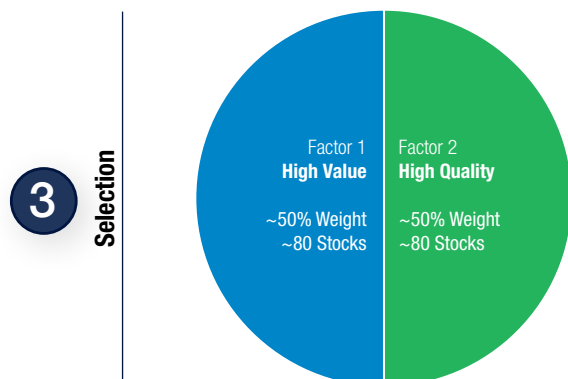 3
Selection
Factor 1
High Value
~50% Weight
~80 Stocks
Factor 2
High Quality
~50% Weight
~80 Stocks